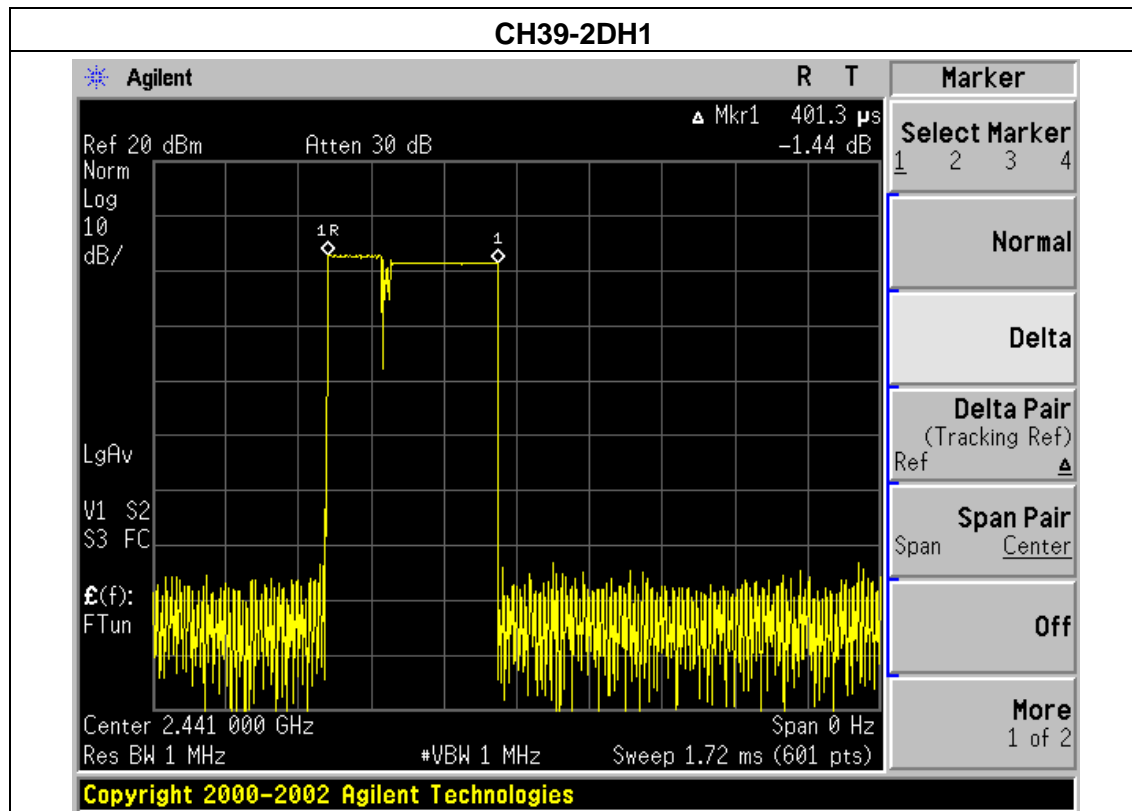 CH39-2DH1
Agilent R T
Δ Mkr1 401.3 µs
Ref 20 dBm Atten 30 dB -1.44 dB
Norm
Log
10
dB/
1R
1
LgAv
V1 S2
S3 FC
£(f):
FTun
Center 2.441 000 GHz Span 0 Hz
Res BW 1 MHz #VBW 1 MHz Sweep 1.72 ms (601 pts)
Copyright 2000-2002 Agilent Technologies
Marker
Select Marker
1 2 3 4
Normal
Delta
Delta Pair
(Tracking Ref)
Ref Δ
Span Pair
Span Center
Off
More
1 of 2